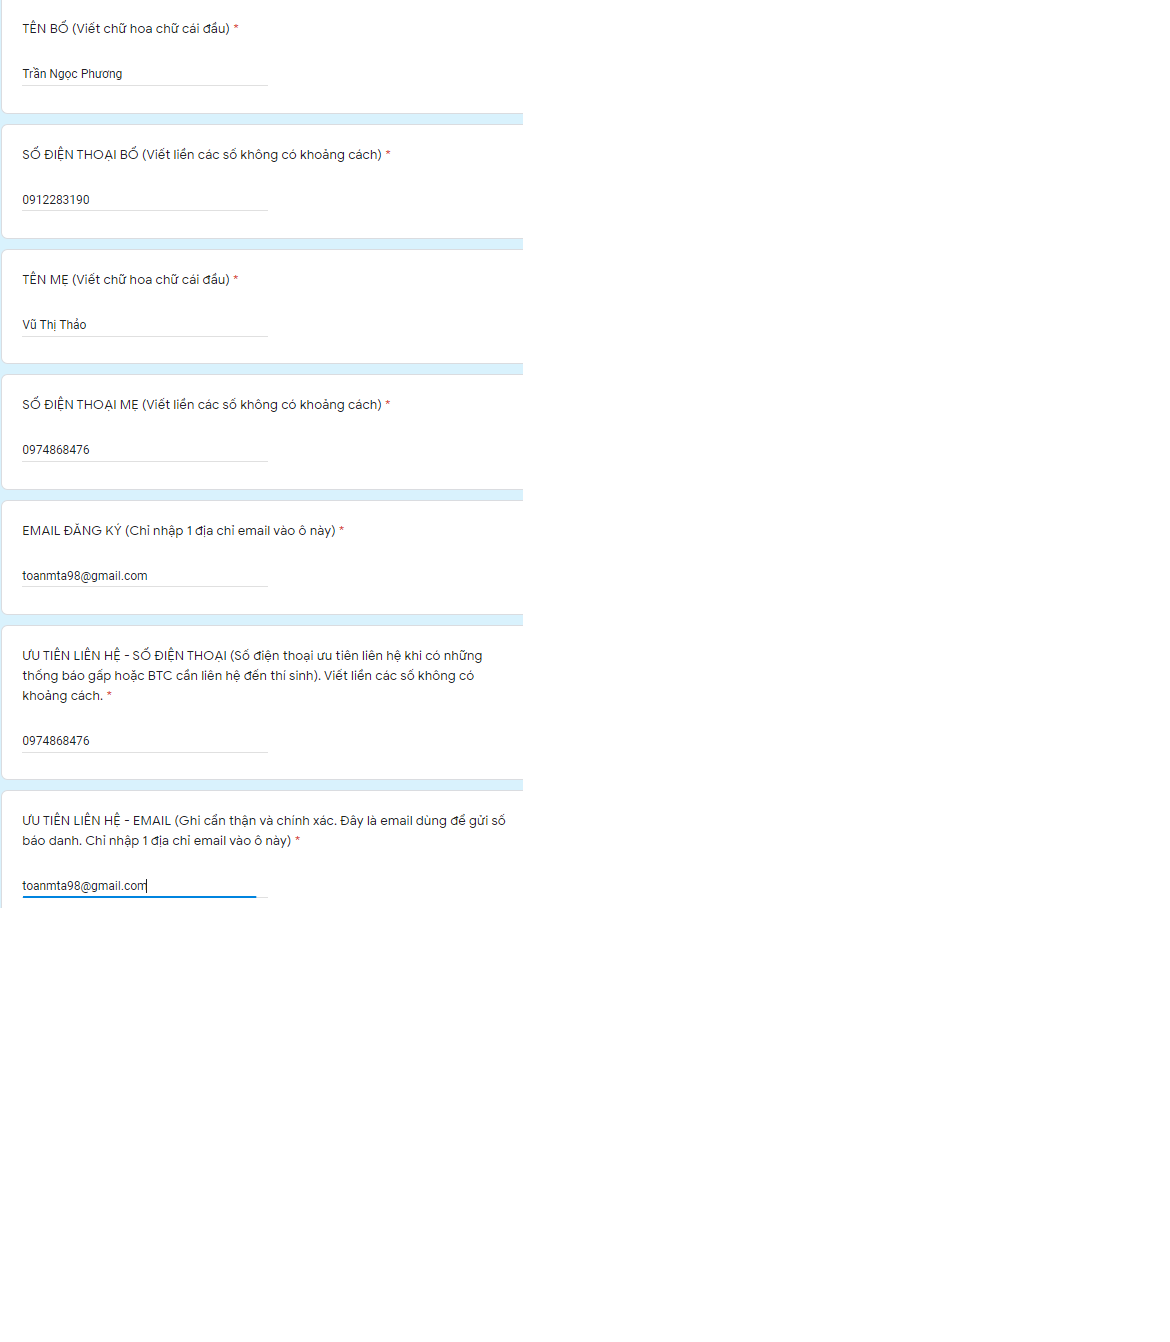 TÊN BỐ (Viết chữ hoa chữ cái đầu) *
Trần Ngọc Phương
SỐ ĐIỆN THOẠI BỐ (Viết liền các số không có khoảng cách) *
0912283190
TÊN MẸ (Viết chữ hoa chữ cái đầu) *
Vũ Thị Thảo
SỐ ĐIỆN THOẠI MẸ (Viết liền các số không có khoảng cách) *
0974868476
EMAIL ĐĂNG KÝ (Chỉ nhập 1 địa chỉ email vào ô này) *
toanmta98@gmail.com
ƯU TIÊN LIÊN HỆ - SỐ ĐIỆN THOẠI (Số điện thoại ưu tiên liên hệ khi có những
thống báo gấp hoặc BTC cần liên hệ đến thí sinh). Viết liền các số không có
khoảng cách. *
0974868476
ƯU TIÊN LIÊN HỆ - EMAIL (Ghi cẩn thận và chính xác. Đây là email dùng để gửi số
báo danh. Chỉ nhập 1 địa chỉ email vào ô này) *
toanmta98@gmail.com